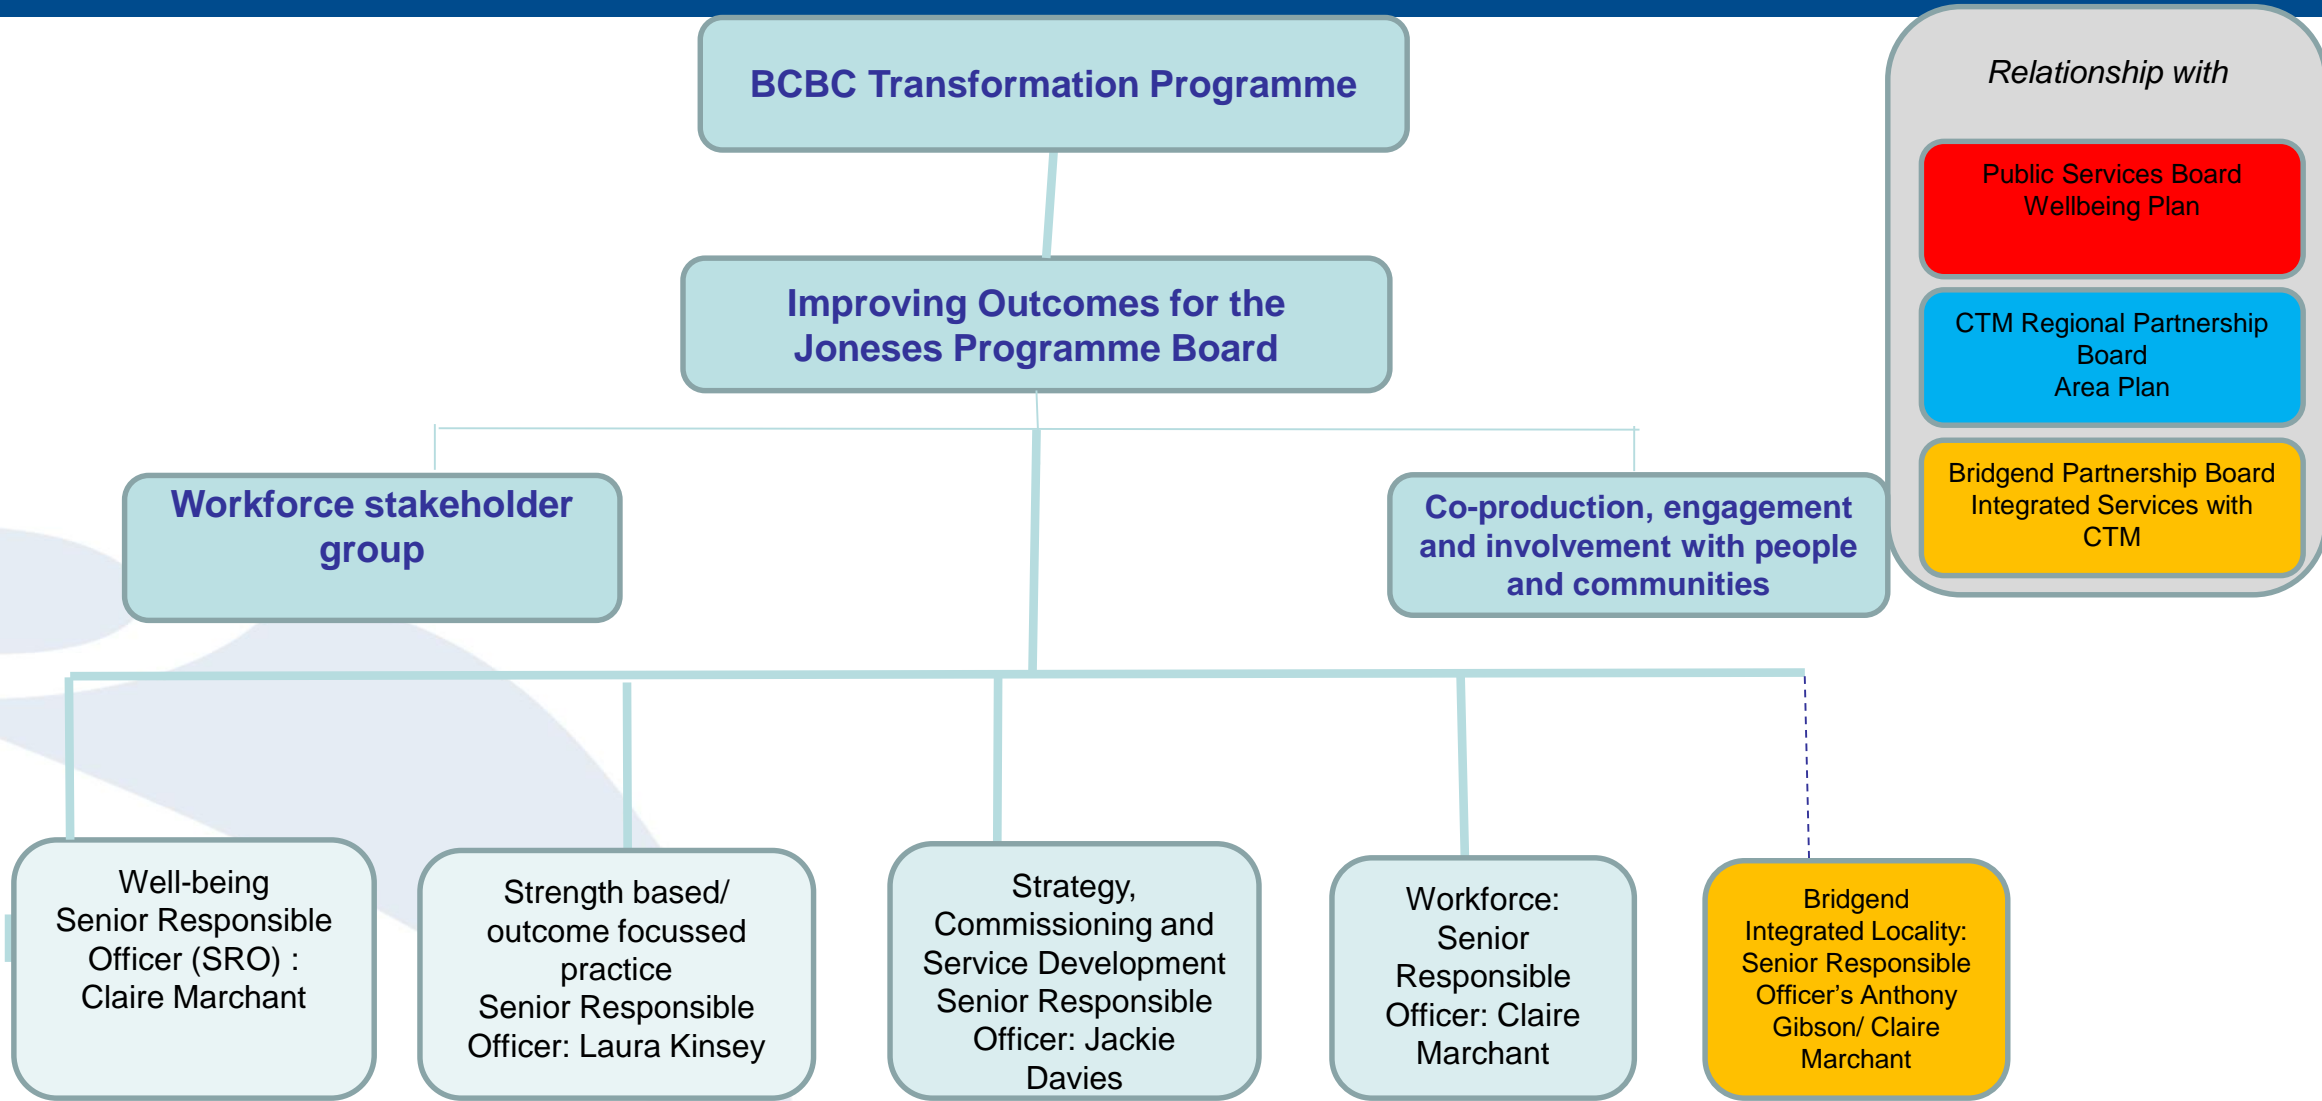 BCBC Transformation Programme
Relationship with
Public Services Board
Wellbeing Plan
CTM Regional Partnership
Board
Area Plan
Bridgend Partnership Board
Integrated Services with
CTM
Improving Outcomes for the
Joneses Programme Board
Workforce stakeholder
group
Co-production, engagement
and involvement with people
and communities
Well-being
Senior Responsible
Officer (SRO) :
Claire Marchant
Strength based/
outcome focussed
practice
Senior Responsible
Officer: Laura Kinsey
Strategy,
Commissioning and
Service Development
Senior Responsible
Officer: Jackie
Davies
Workforce:
Senior
Responsible
Officer: Claire
Marchant
Bridgend
Integrated Locality:
Senior Responsible
Officer’s Anthony
Gibson/ Claire
Marchant